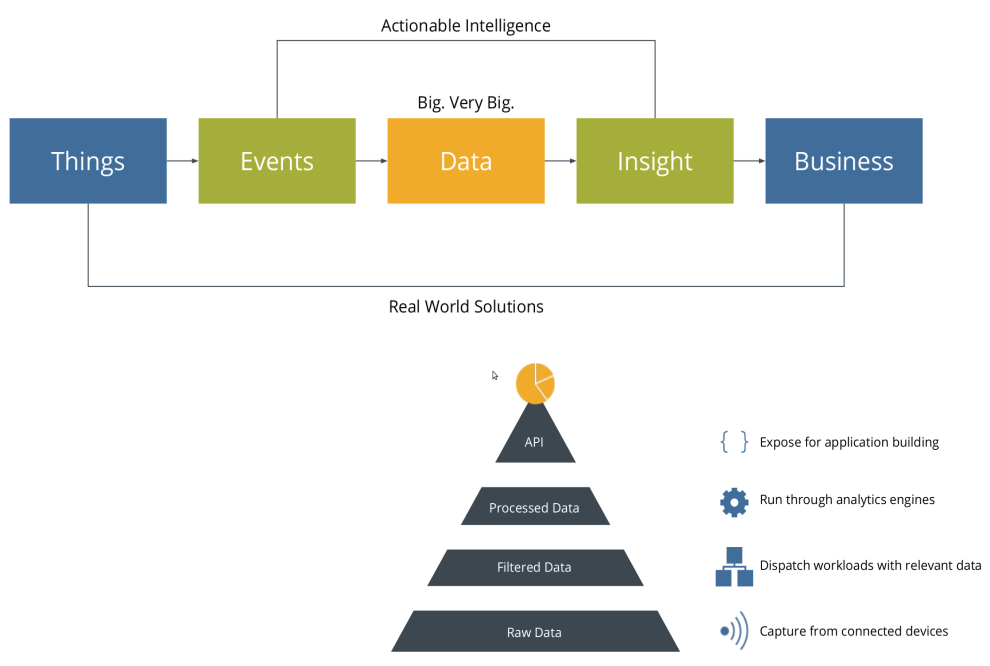 Actionable Intelligence
Big. Very Big.
Things
Events
Data
Insight
Business
Real World Solutions
API
Expose for application building
Processed Data
Run through analytics engines
Filtered Data
Dispatch workloads with relevant data
Raw Data
Capture from connected devices